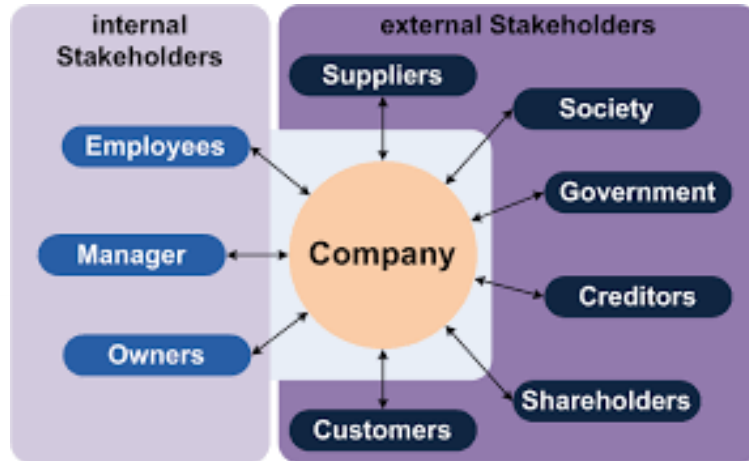 internal
Stakeholders
external Stakeholders
Suppliers
Society
Employees
Government
Manager
Company
Creditors
Owners
Shareholders
Customers